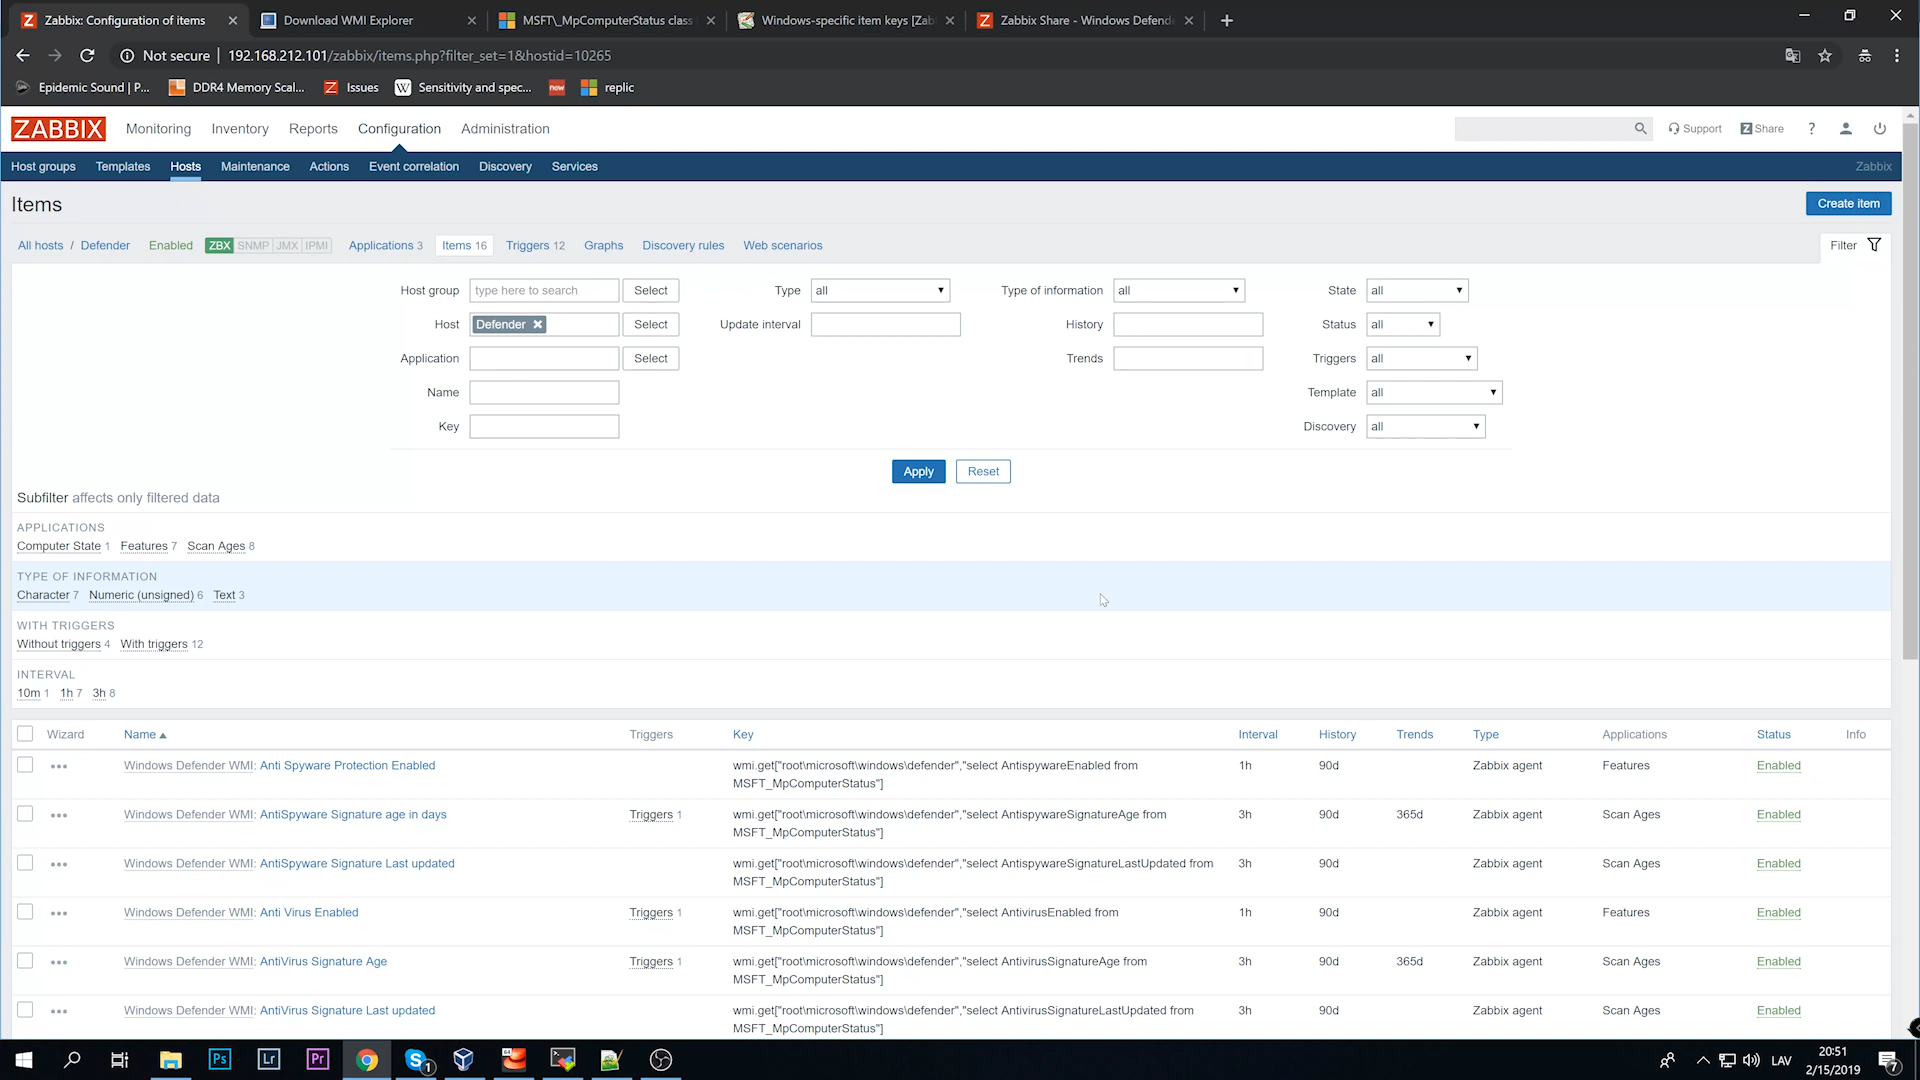 Zabbix: Configuration of items
Download WMI Explorer
MSFT\_MpComputerStatus class
Windows-specific item keys [Zab
Zabbix Share - Windows Defende
Not secure | 192.168.212.101/zabbix/items.php?filter_set=1&hostid=10265
Epidemic Sound | P... DDR4 Memory Scal... Issues Sensitivity and spec... now replic
ZABBIX Monitoring Inventory Reports Configuration Administration Support Z Share ?
Host groups Templates Hosts Maintenance Actions Event correlation Discovery Services Zabbix
Items Create item
All hosts / Defender Enabled ZBX SNMP JMX IPMI Applications 3 Items 16 Triggers 12 Graphs Discovery rules Web scenarios Filter
Host group type here to search Select Type all Type of information all State all
Host Defender Select Update interval History Status all
Application Select Trends Triggers all
Name Template all
Key Discovery all
Apply Reset
Subfilter affects only filtered data
APPLICATIONS
Computer State 1 Features 7 Scan Ages 8
TYPE OF INFORMATION
Character 7 Numeric (unsigned) 6 Text 3
WITH TRIGGERS
Without triggers 4 With triggers 12
INTERVAL
10m 1 1h 7 3h 8
Wizard Name Triggers Key Interval History Trends Type Applications Status Info
Windows Defender WMI: Anti Spyware Protection Enabled wmi.get["root\microsoft\windows\defender","select AntispywareEnabled from 1h 90d Zabbix agent Features Enabled
MSFT_MpComputerStatus"]
Windows Defender WMI: AntiSpyware Signature age in days Triggers 1 wmi.get["root\microsoft\windows\defender","select AntispywareSignatureAge from 3h 90d 365d Zabbix agent Scan Ages Enabled
MSFT_MpComputerStatus"]
Windows Defender WMI: AntiSpyware Signature Last updated wmi.get["root\microsoft\windows\defender","select AntispywareSignatureLastUpdated from 3h 90d Zabbix agent Scan Ages Enabled
MSFT_MpComputerStatus"]
Windows Defender WMI: Anti Virus Enabled Triggers 1 wmi.get["root\microsoft\windows\defender","select AntivirusEnabled from 1h 90d Zabbix agent Features Enabled
MSFT_MpComputerStatus"]
Windows Defender WMI: AntiVirus Signature Age Triggers 1 wmi.get["root\microsoft\windows\defender","select AntivirusSignatureAge from 3h 90d 365d Zabbix agent Scan Ages Enabled
MSFT_MpComputerStatus"]
Windows Defender WMI: AntiVirus Signature Last updated wmi.get["root\microsoft\windows\defender","select AntivirusSignatureLastUpdated from 3h 90d Zabbix agent Scan Ages Enabled
MSFT_MpComputerStatus"]
Ps Lr Pr 1 LAV 20:51 7
2/15/2019